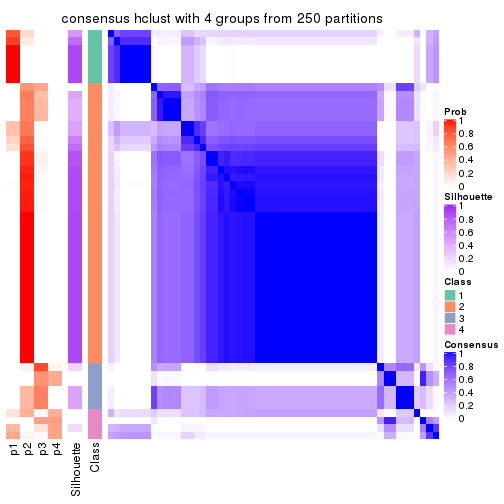 consensus hclust with 4 groups from 250 partitions
Prob
1
0.8
0.6
0.4
0.2
0
Silhouette
1
0.8
0.6
0.4
0.2
0
Class
1
2
3
4
Consensus
1
0.8
0.6
0.4
0.2
0
p1
p2
p3
p4
Silhouette
Class